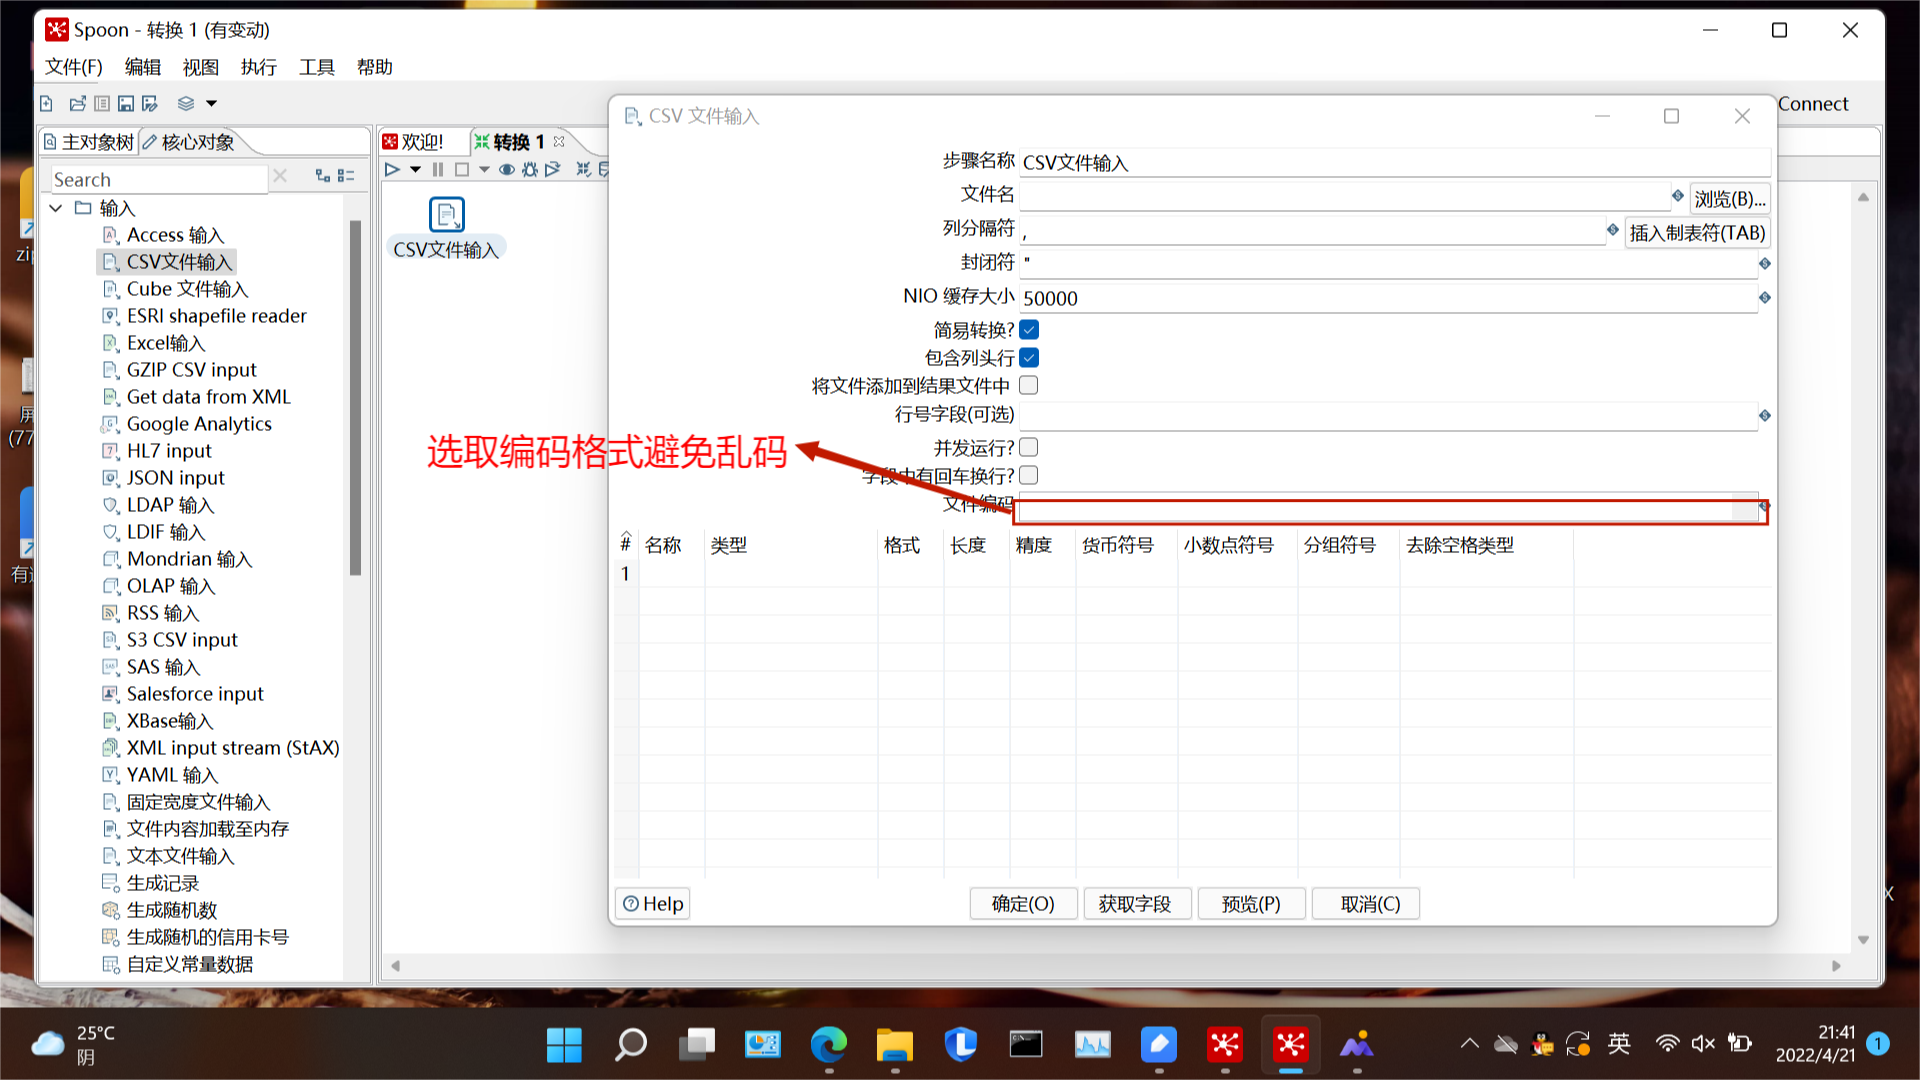 Spoon - 转换 1 (有变动)
文件(F) 编辑 视图 执行 工具 帮助
Connect
主对象树 核心对象
Search
输入
Access 输入
CSV文件输入
Cube 文件输入
ESRI shapefile reader
Excel输入
GZIP CSV input
Get data from XML
Google Analytics
HL7 input
JSON input
LDAP 输入
LDIF 输入
Mondrian 输入
OLAP 输入
RSS 输入
S3 CSV input
SAS 输入
Salesforce input
XBase输入
XML input stream (StAX)
YAML 输入
固定宽度文件输入
文件内容加载至内存
文本文件输入
生成记录
生成随机数
生成随机的信用卡号
自定义常量数据
欢迎! 转换 1
CSV文件输入
CSV 文件输入
步骤名称 CSV文件输入
文件名 浏览(B)...
列分隔符 , 插入制表符(TAB)
封闭符 "
NIO 缓存大小 50000
简易转换?
包含列头行
将文件添加到结果文件中
行号字段(可选)
并发运行?
字段中有回车换行?
文件编码
选取编码格式避免乱码
# 名称 类型 格式 长度 精度 货币符号 小数点符号 分组符号 去除空格类型
1
Help 确定(O) 获取字段 预览(P) 取消(C)
zip
屏
(77
有道
X
25°C
阴
英
21:41
2022/4/21
1